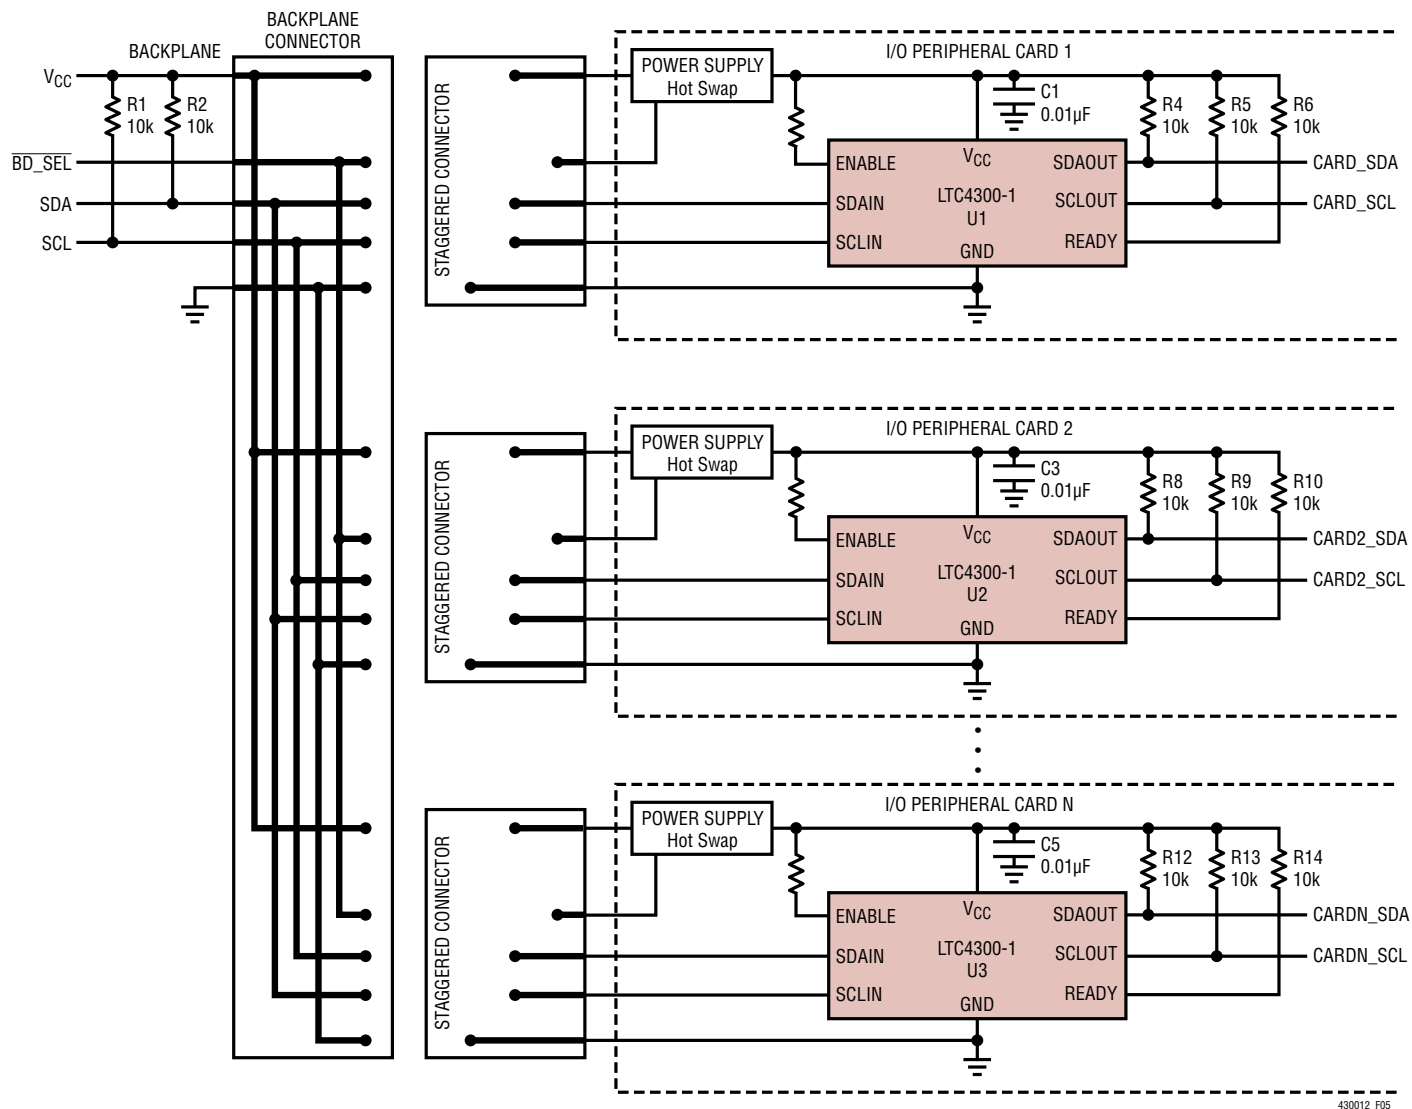 BACKPLANE
CONNECTOR
BACKPLANE
VCC
R1
10k
R2
10k
BD_SEL
SDA
SCL
STAGGERED CONNECTOR
I/O PERIPHERAL CARD 1
POWER SUPPLY
Hot Swap
C1
0.01µF
R4
10k
R5
10k
R6
10k
ENABLE
VCC
SDAOUT
CARD_SDA
SDAIN
LTC4300-1
U1
SCLOUT
CARD_SCL
SCLIN
GND
READY
STAGGERED CONNECTOR
I/O PERIPHERAL CARD 2
POWER SUPPLY
Hot Swap
C3
0.01µF
R8
10k
R9
10k
R10
10k
ENABLE
VCC
SDAOUT
CARD2_SDA
SDAIN
LTC4300-1
U2
SCLOUT
CARD2_SCL
SCLIN
GND
READY
STAGGERED CONNECTOR
I/O PERIPHERAL CARD N
POWER SUPPLY
Hot Swap
C5
0.01µF
R12
10k
R13
10k
R14
10k
ENABLE
VCC
SDAOUT
CARDN_SDA
SDAIN
LTC4300-1
U3
SCLOUT
CARDN_SCL
SCLIN
GND
READY
430012 F05